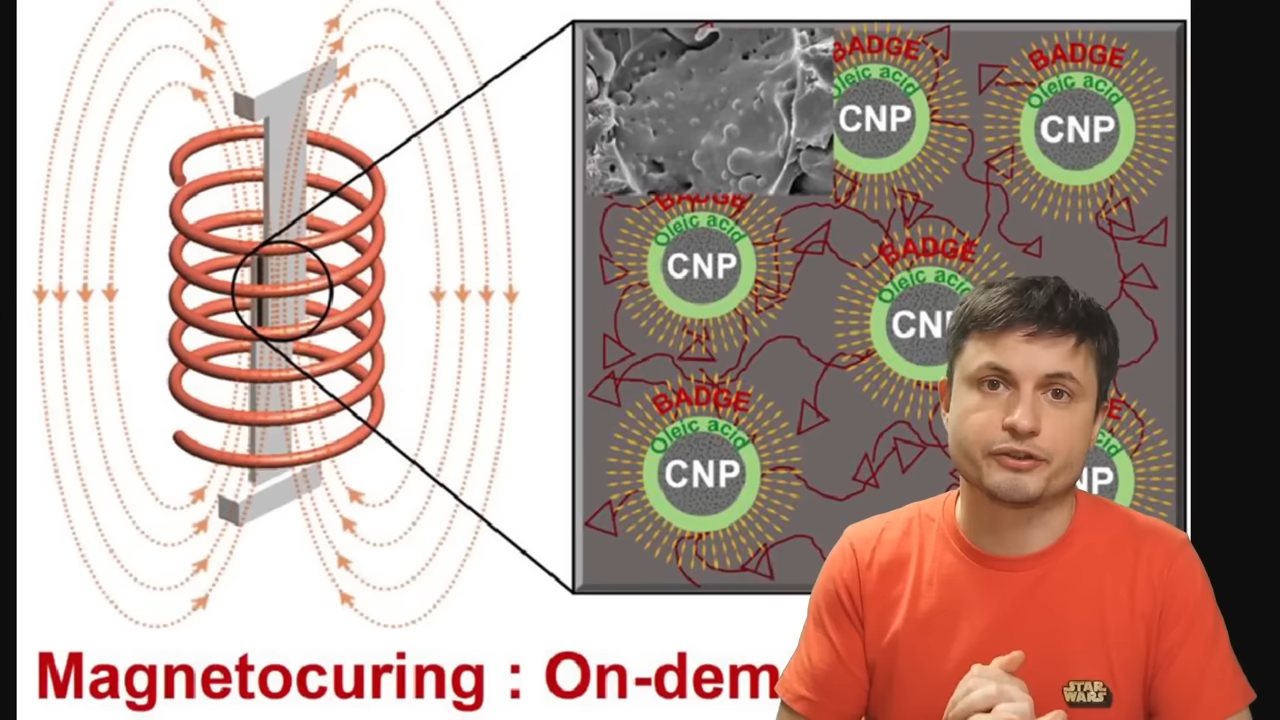 BADGE
Oleic acid
CNP
BADGE
Oleic acid
CNP
BADGE
Oleic acid
CNP
BADGE
Oleic acid
CNP
BADGE
Oleic acid
CNP
Magnetocuring : On-dem
STAR
WARS